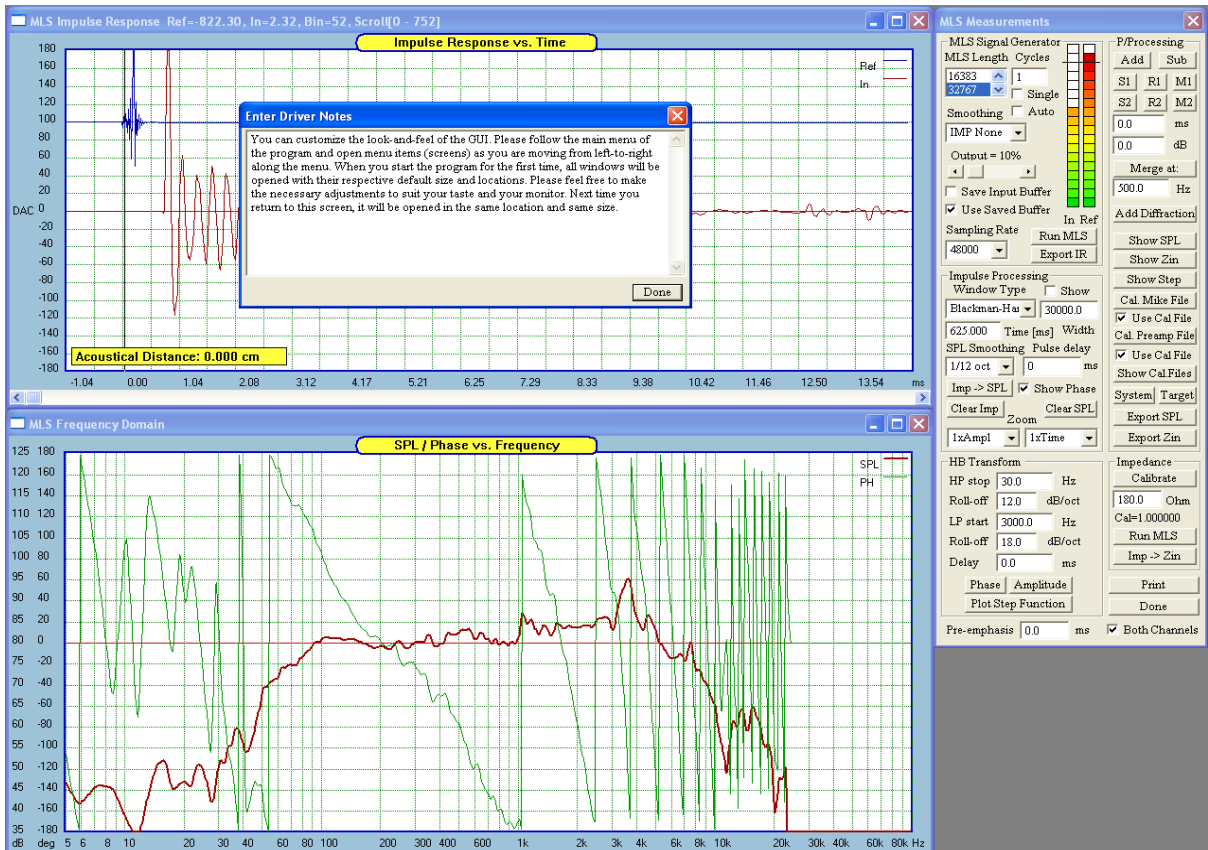 MLS Impulse Response Ref=-822.30, In=2.32, Bin=52, Scroll[0 - 752]
Impulse Response vs. Time
180
160
140
120
100
80
60
40
20
DAC 0
-20
-40
-60
-80
-100
-120
-140
-160
-180
Ref
In
Acoustical Distance: 0.000 cm
-1.04 0.00 1.04 2.08 3.12 4.17 5.21 6.25 7.29 8.33 9.38 10.42 11.46 12.50 13.54 ms
Enter Driver Notes
You can customize the look-and-feel of the GUI. Please follow the main menu of
the program and open menu items (screens) as you are moving from left-to-right
along the menu. When you start the program for the first time, all windows will be
opened with their respective default size and locations. Please feel free to make
the necessary adjustments to suit your taste and your monitor. Next time you
return to this screen, it will be opened in the same location and same size.
Done
MLS Frequency Domain
SPL / Phase vs. Frequency
125 180
120 160
115 140
110 120
105 100
100 80
95 60
90 40
85 20
80 0
75 -20
70 -40
65 -60
60 -80
55 -100
50 -120
45 -140
40 -160
35 -180
SPL
PH
dB deg 5 6 8 10 20 30 40 60 80 100 200 300 400 600 1k 2k 3k 4k 6k 8k 10k 20k 30k 40k 60k 80k Hz
MLS Measurements
MLS Signal Generator
MLS Length Cycles
16383
32767
1
Single
Smoothing Auto
IMP None
Output = 10%
Save Input Buffer
Use Saved Buffer
In Ref
Sampling Rate
Run MLS
48000
Export IR
Impulse Processing
Window Type Show
Blackman-Har 30000.0
625.000 Time [ms] Width
SPL Smoothing Pulse delay
1/12 oct 0 ms
Imp -> SPL Show Phase
Clear Imp Clear SPL
Zoom
1xAmpl 1xTime
HB Transform
HP stop 30.0 Hz
Roll-off 12.0 dB/oct
LP start 3000.0 Hz
Roll-off 18.0 dB/oct
Delay 0.0 ms
Phase Amplitude
Plot Step Function
Pre-emphasis 0.0 ms
P/Processing
Add Sub
S1 R1 M1
S2 R2 M2
0.0 ms
0.0 dB
Merge at:
500.0 Hz
Add Diffraction
Show SPL
Show Zin
Show Step
Cal. Mike File
Use Cal File
Cal. Preamp File
Use Cal File
Show Cal.Files
System Target
Export SPL
Export Zin
Impedance
Calibrate
180.0 Ohm
Cal=1.000000
Run MLS
Imp -> Zin
Print
Done
Both Channels